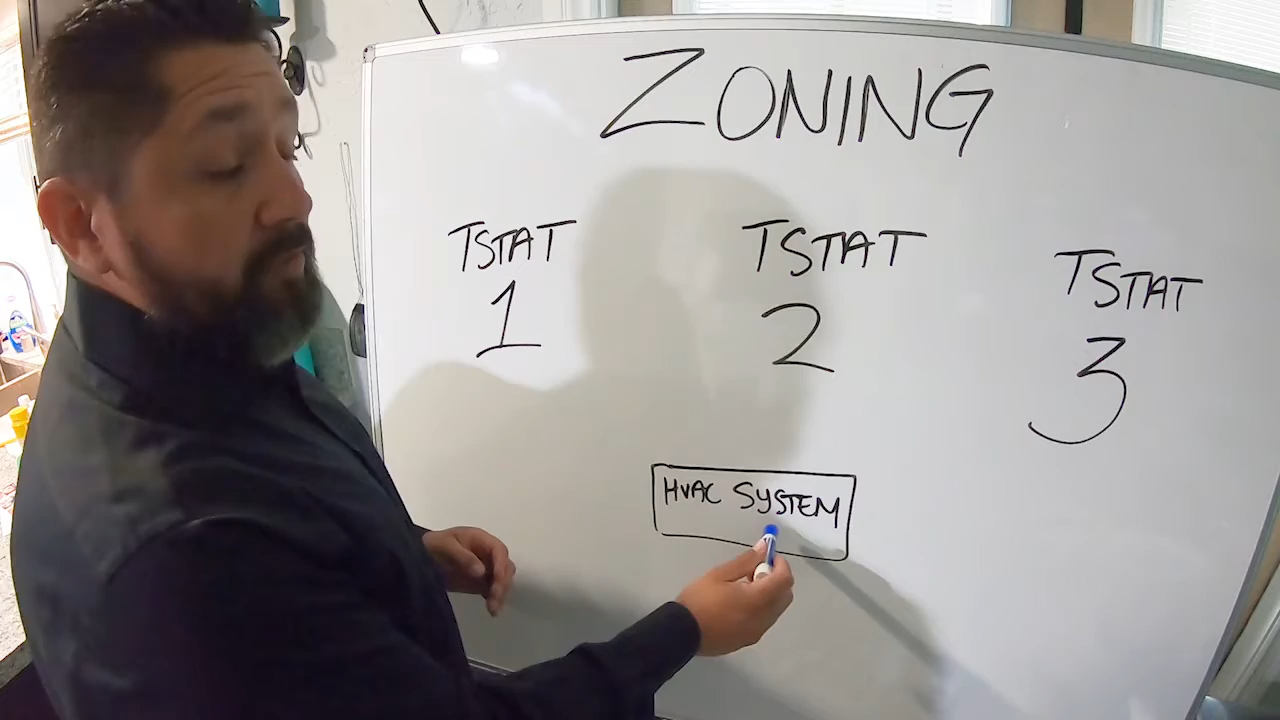 ZONING
TSTAT
1
TSTAT
2
TSTAT
3
HVAC SYSTEM